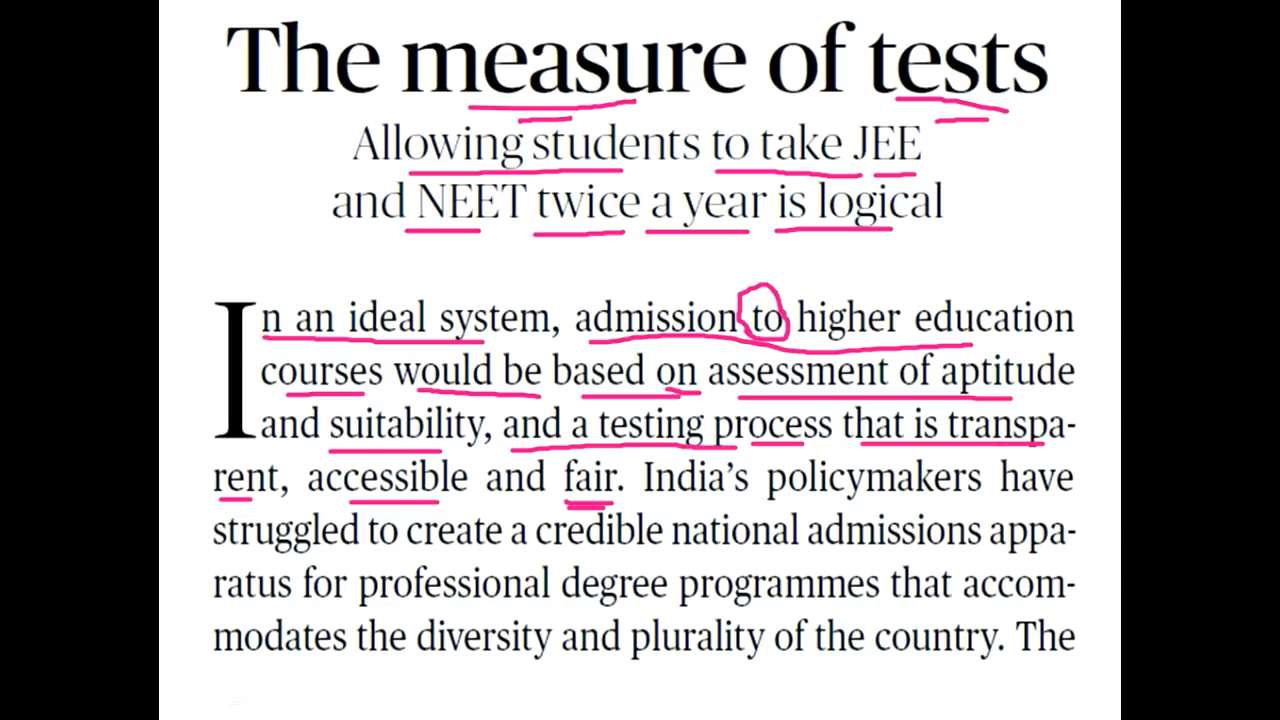 The measure of tests
Allowing students to take JEE
and NEET twice a year is logical
In an ideal system, admission to higher education
courses would be based on assessment of aptitude
and suitability, and a testing process that is transpa-
rent, accessible and fair. India’s policymakers have
struggled to create a credible national admissions appa-
ratus for professional degree programmes that accom-
modates the diversity and plurality of the country. The